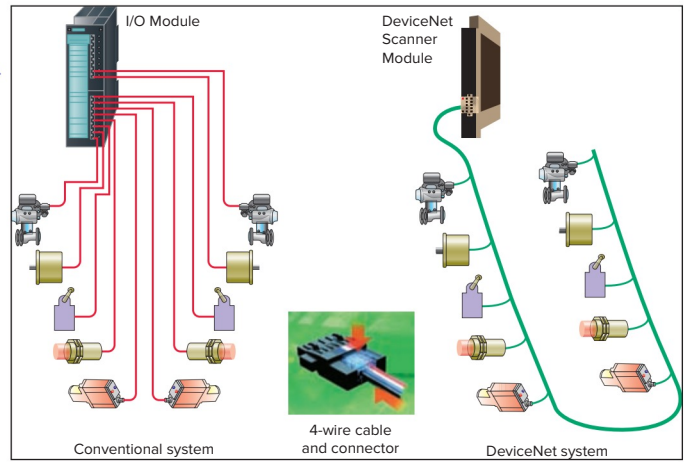 I/O Module
DeviceNet
Scanner
Module
4-wire cable
and connector
Conventional system
DeviceNet system